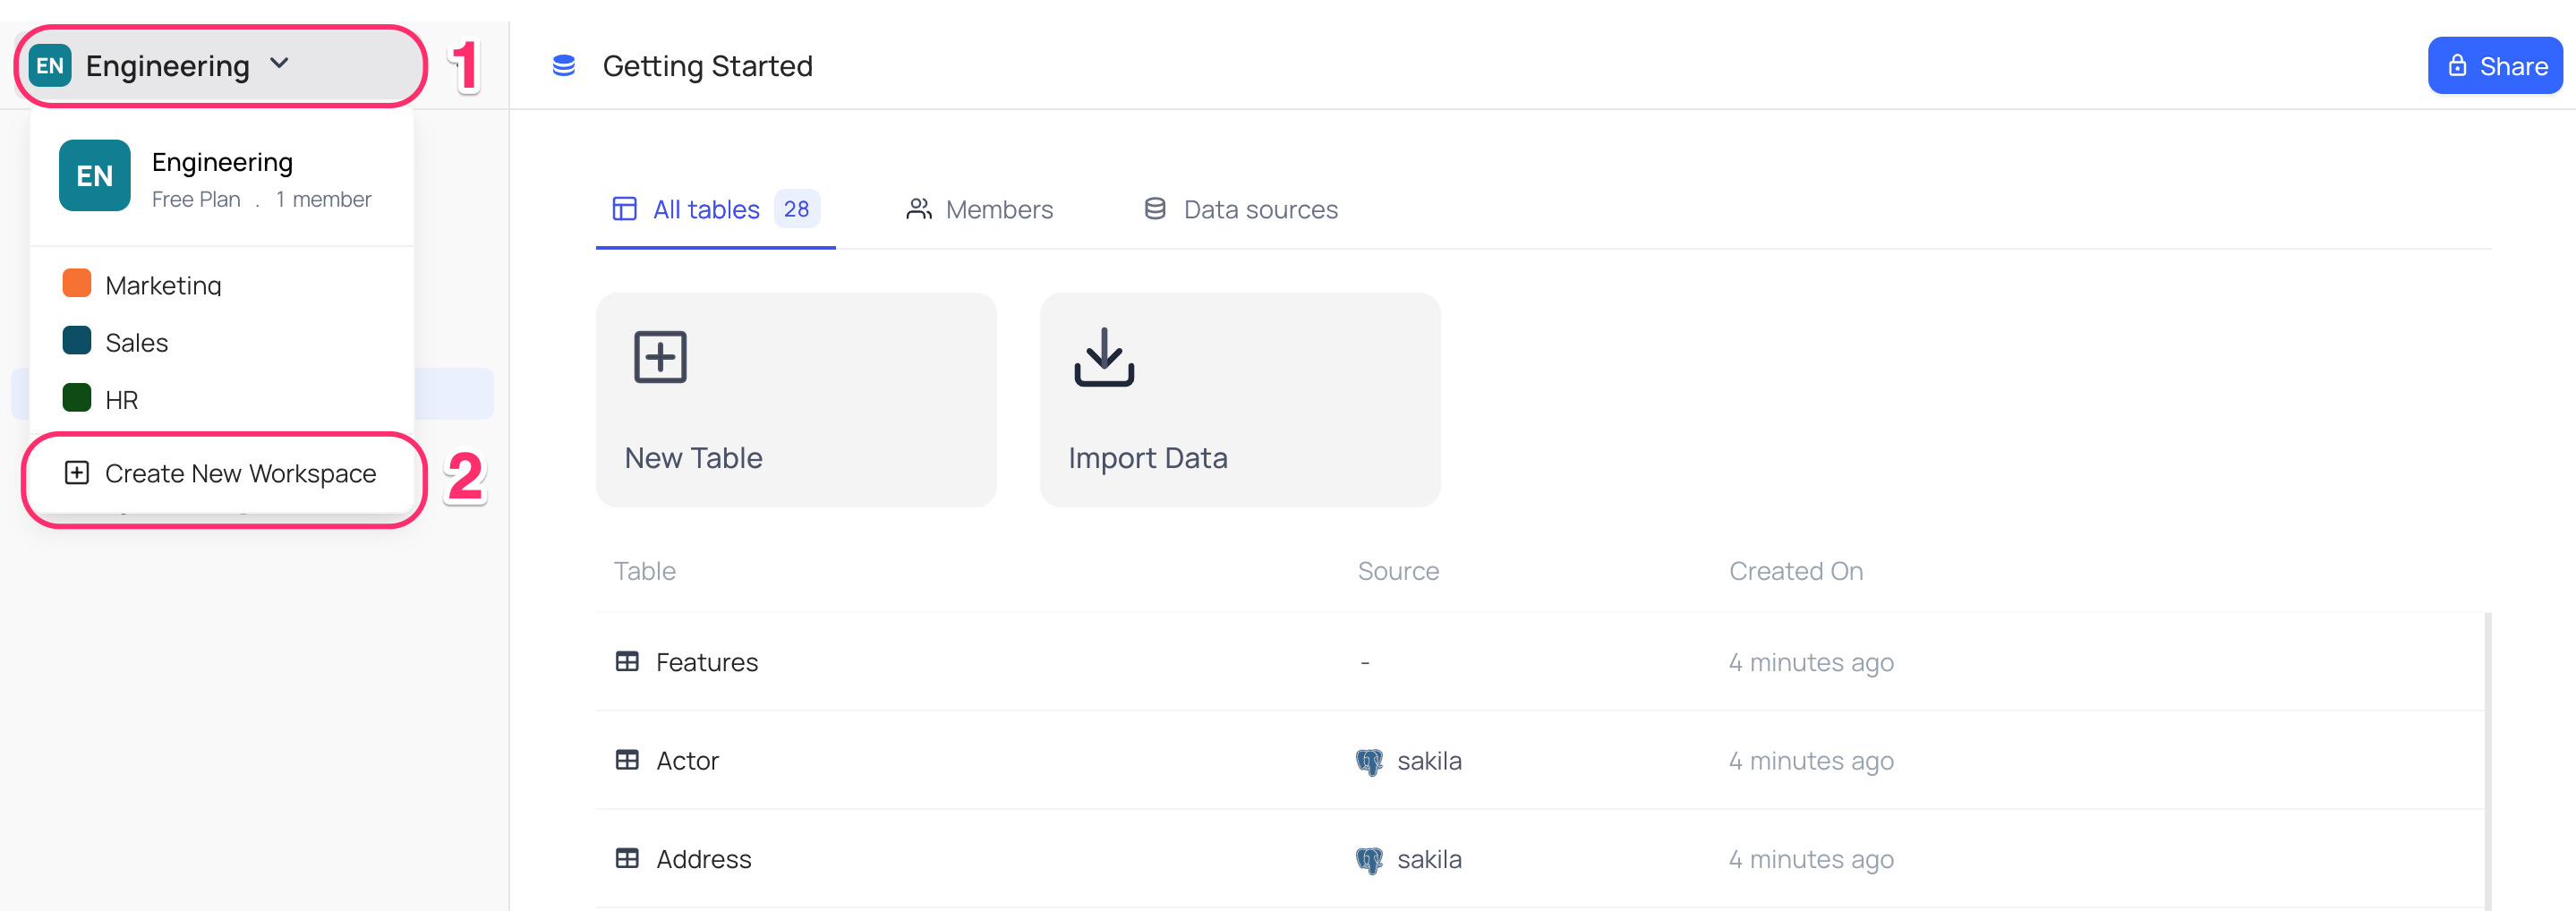 EN Engineering 1
Getting Started
Share
EN
Engineering
Free Plan . 1 member
Marketing
Sales
HR
Create New Workspace 2
All tables 28 Members Data sources
New Table
Import Data
Table Source Created On
Features - 4 minutes ago
Actor sakila 4 minutes ago
Address sakila 4 minutes ago